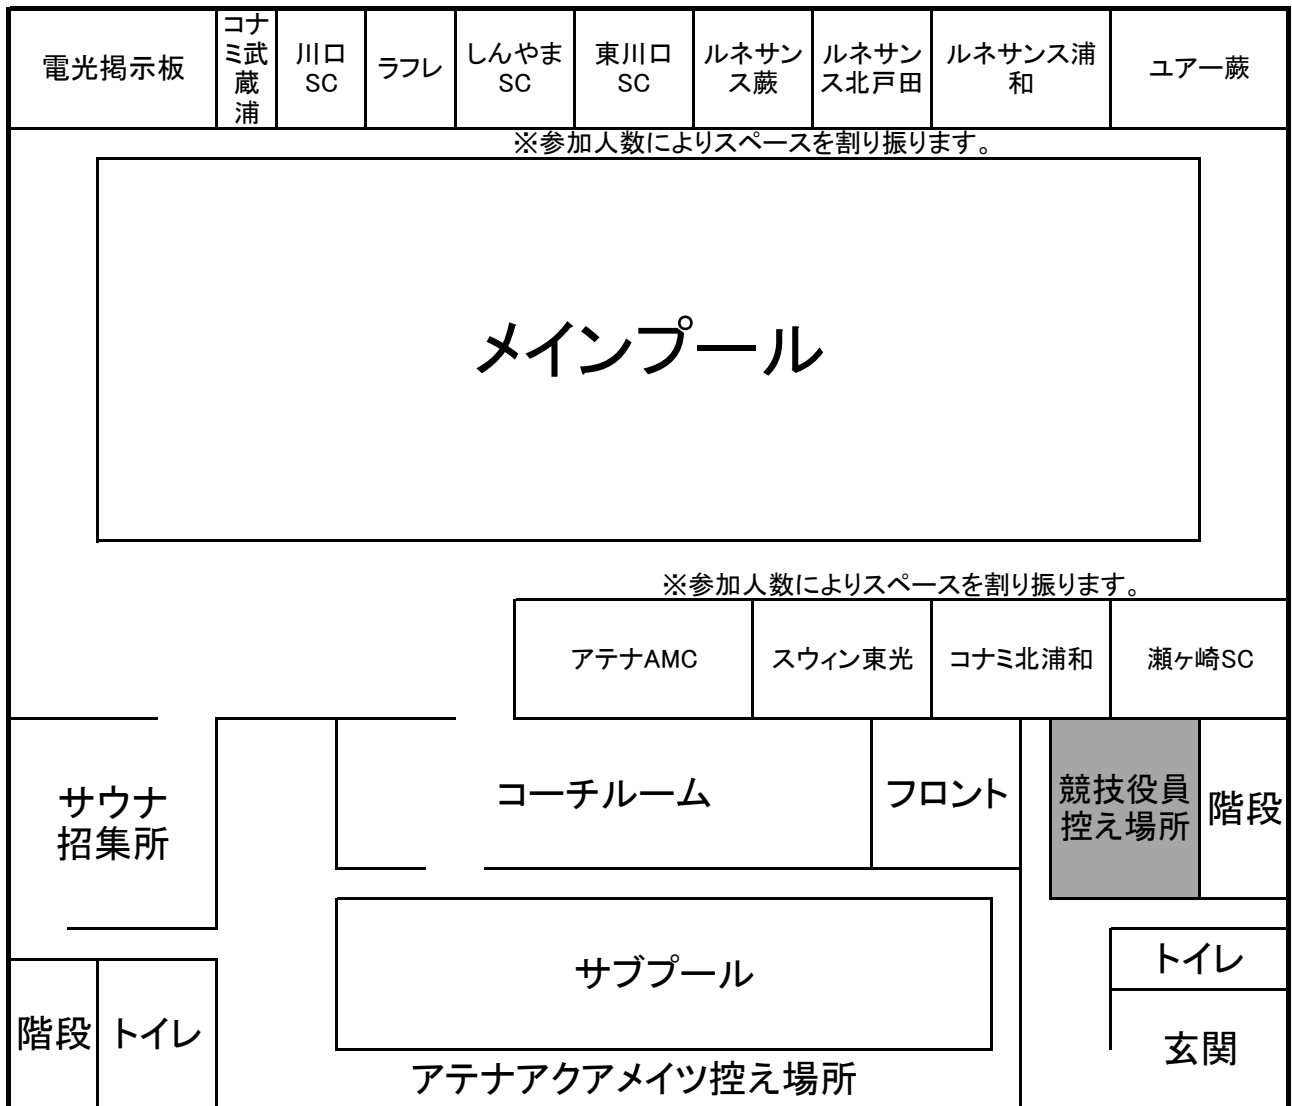 電光掲示板
コナ
ミ武
蔵
浦
川口
SC
ラフレ
しんやま
SC
東川口
SC
ルネサン
ス蕨
ルネサン
ス北戸田
ルネサンス浦
和
ユアー蕨
※参加人数によりスペースを割り振ります。
メインプール
※参加人数によりスペースを割り振ります。
アテナAMC
スウィン東光
コナミ北浦和
瀬ヶ崎SC
サウナ
招集所
コーチルーム
フロント
競技役員
控え場所
階段
サブプール
トイレ
階段
トイレ
玄関
アテナアクアメイツ控え場所